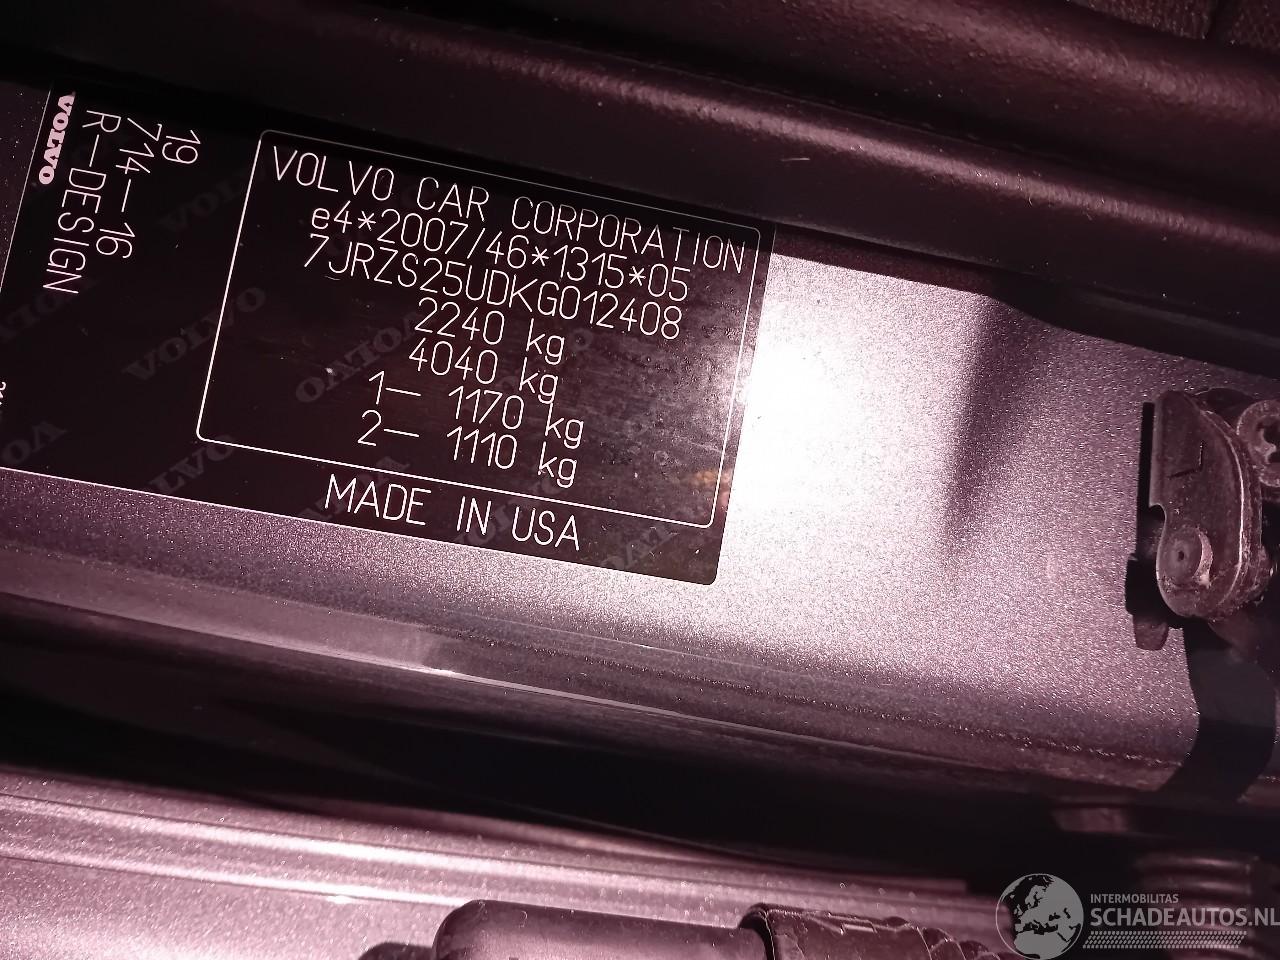 VOLVO
R-DESIGN
714-16
19
VOLVO CAR CORPORATION
e4*2007/46*1315*05
7JRZS25UDKG012408
2240 kg
4040 kg
1- 1170 kg
2- 1110 kg
MADE IN USA
INTERMOBILITAS
SCHADEAUTOS.NL